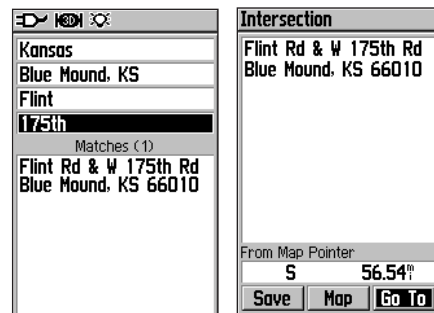 Kansas
Blue Mound, KS
Flint
175th
Matches (1)
Flint Rd & W 175th Rd
Blue Mound, KS 66010
Intersection
Flint Rd & W 175th Rd
Blue Mound, KS 66010
From Map Pointer
S 56.54 mi
Save Map Go To